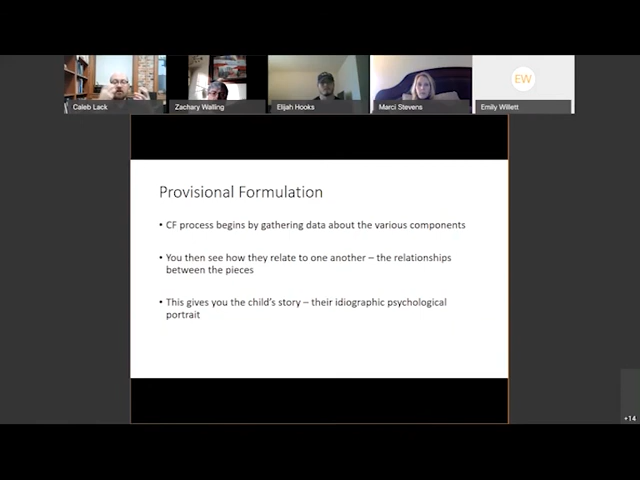 EW
Caleb Lack
Zachary Walling
Elijah Hooks
Marci Stevens
Emily Willett
Provisional Formulation
• CF process begins by gathering data about the various components
• You then see how they relate to one another – the relationships
between the pieces
• This gives you the child's story – their idiographic psychological
portrait
+14